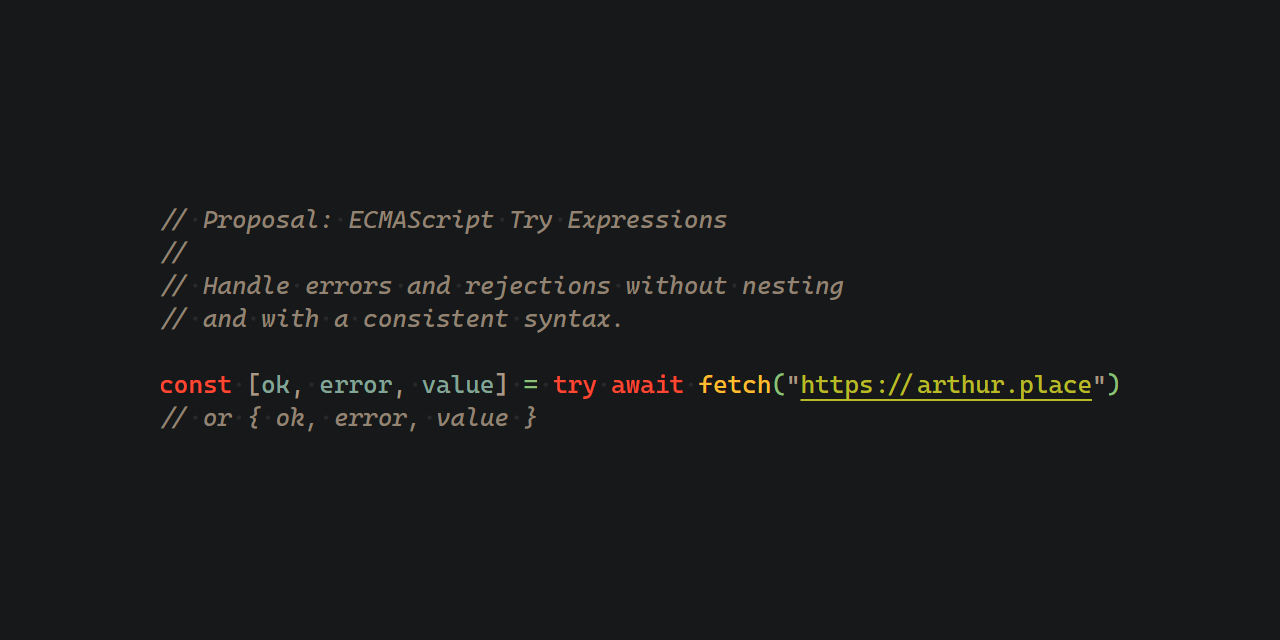 // Proposal: ECMAScript Try Expressions
//
// Handle errors and rejections without nesting
// and with a consistent syntax.
const [ok, error, value] = try await fetch("https://arthur.place")
// or { ok, error, value }